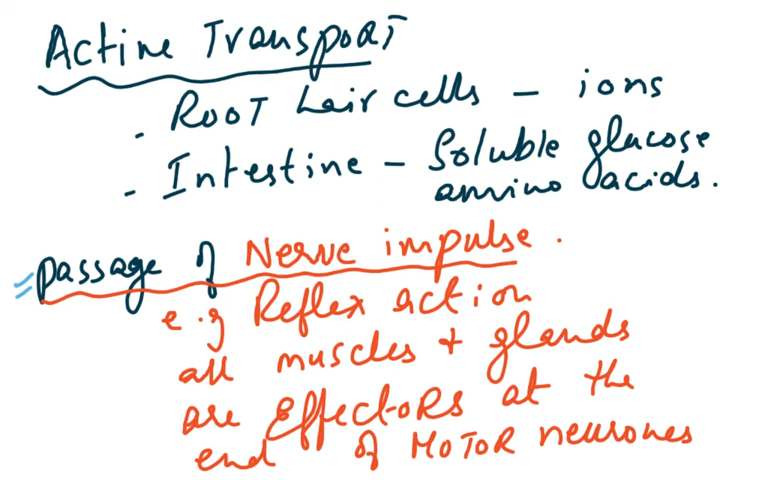 Active Transport
- Root hair cells - ions
- Intestine - Soluble glucose
amino acids.
= passage of Nerve impulse.
e.g Reflex action
all muscles + glands
are Effectors at the
end of MOTOR neurones